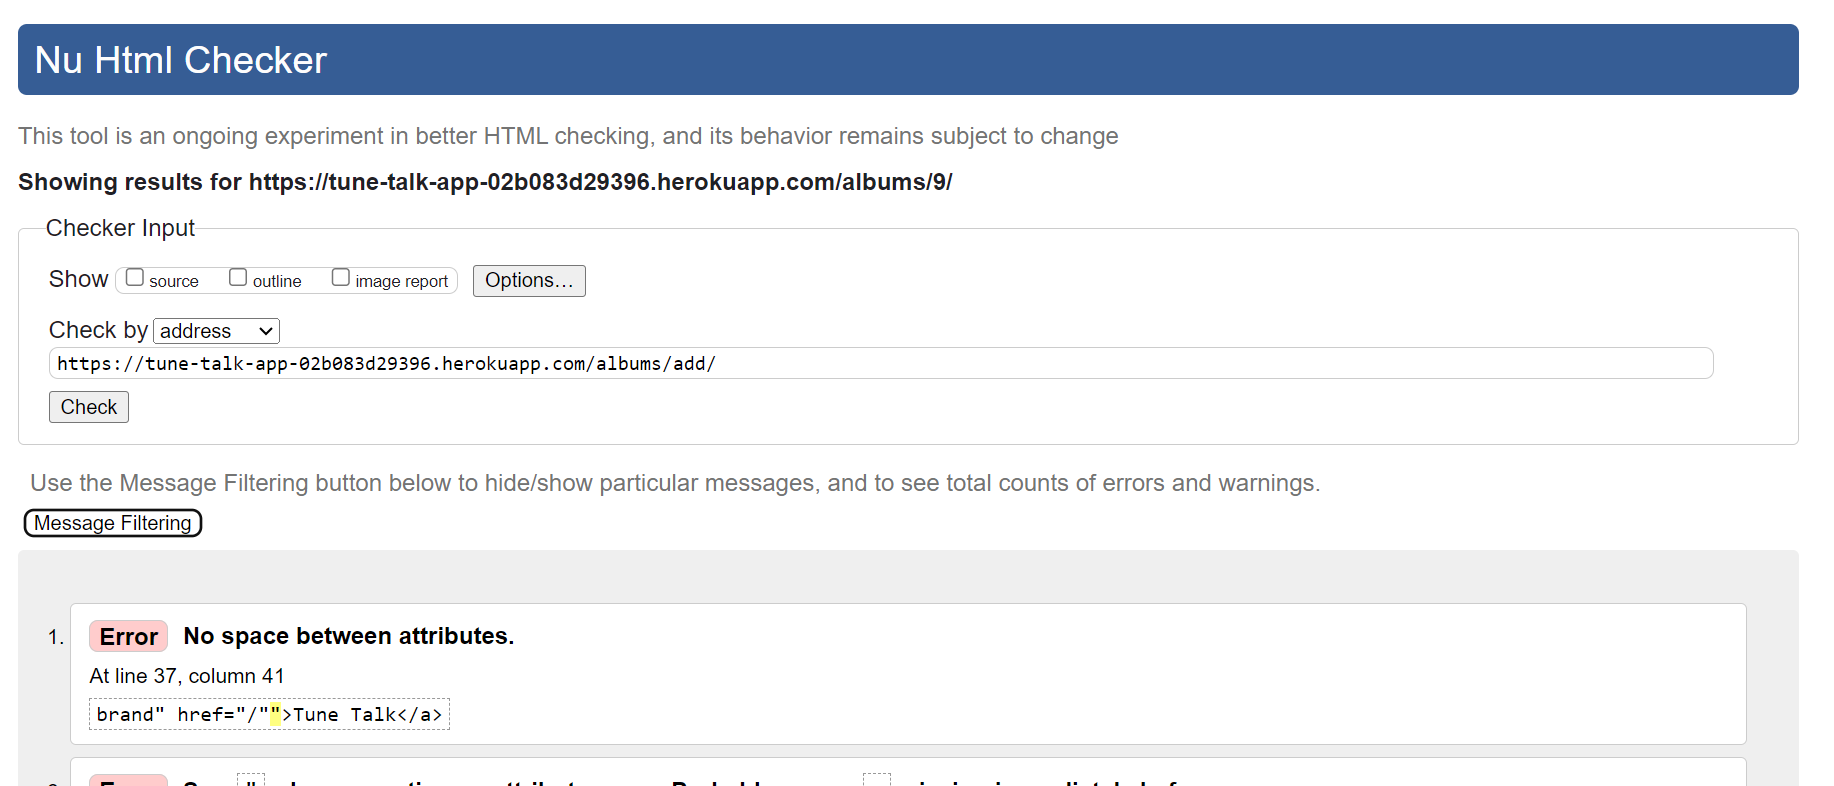 Nu Html Checker
This tool is an ongoing experiment in better HTML checking, and its behavior remains subject to change
Showing results for https://tune-talk-app-02b083d29396.herokuapp.com/albums/9/
Checker Input
Show source outline image report Options...
Check by address
https://tune-talk-app-02b083d29396.herokuapp.com/albums/add/
Check
Use the Message Filtering button below to hide/show particular messages, and to see total counts of errors and warnings.
Message Filtering
1. Error No space between attributes.
At line 37, column 41
brand" href="/"">Tune Talk</a>